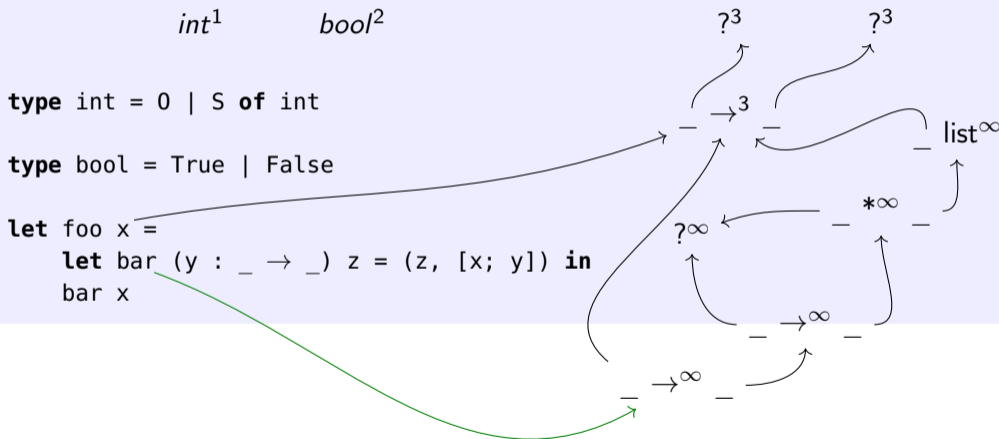 int¹ bool² ?³ ?³
type int = O | S of int
_ →³ _
_ list∞
type bool = True | False
_ *∞ _
let foo x =
?∞
let bar (y : _ → _) z = (z, [x; y]) in
bar x
_ →∞ _
_ →∞ _